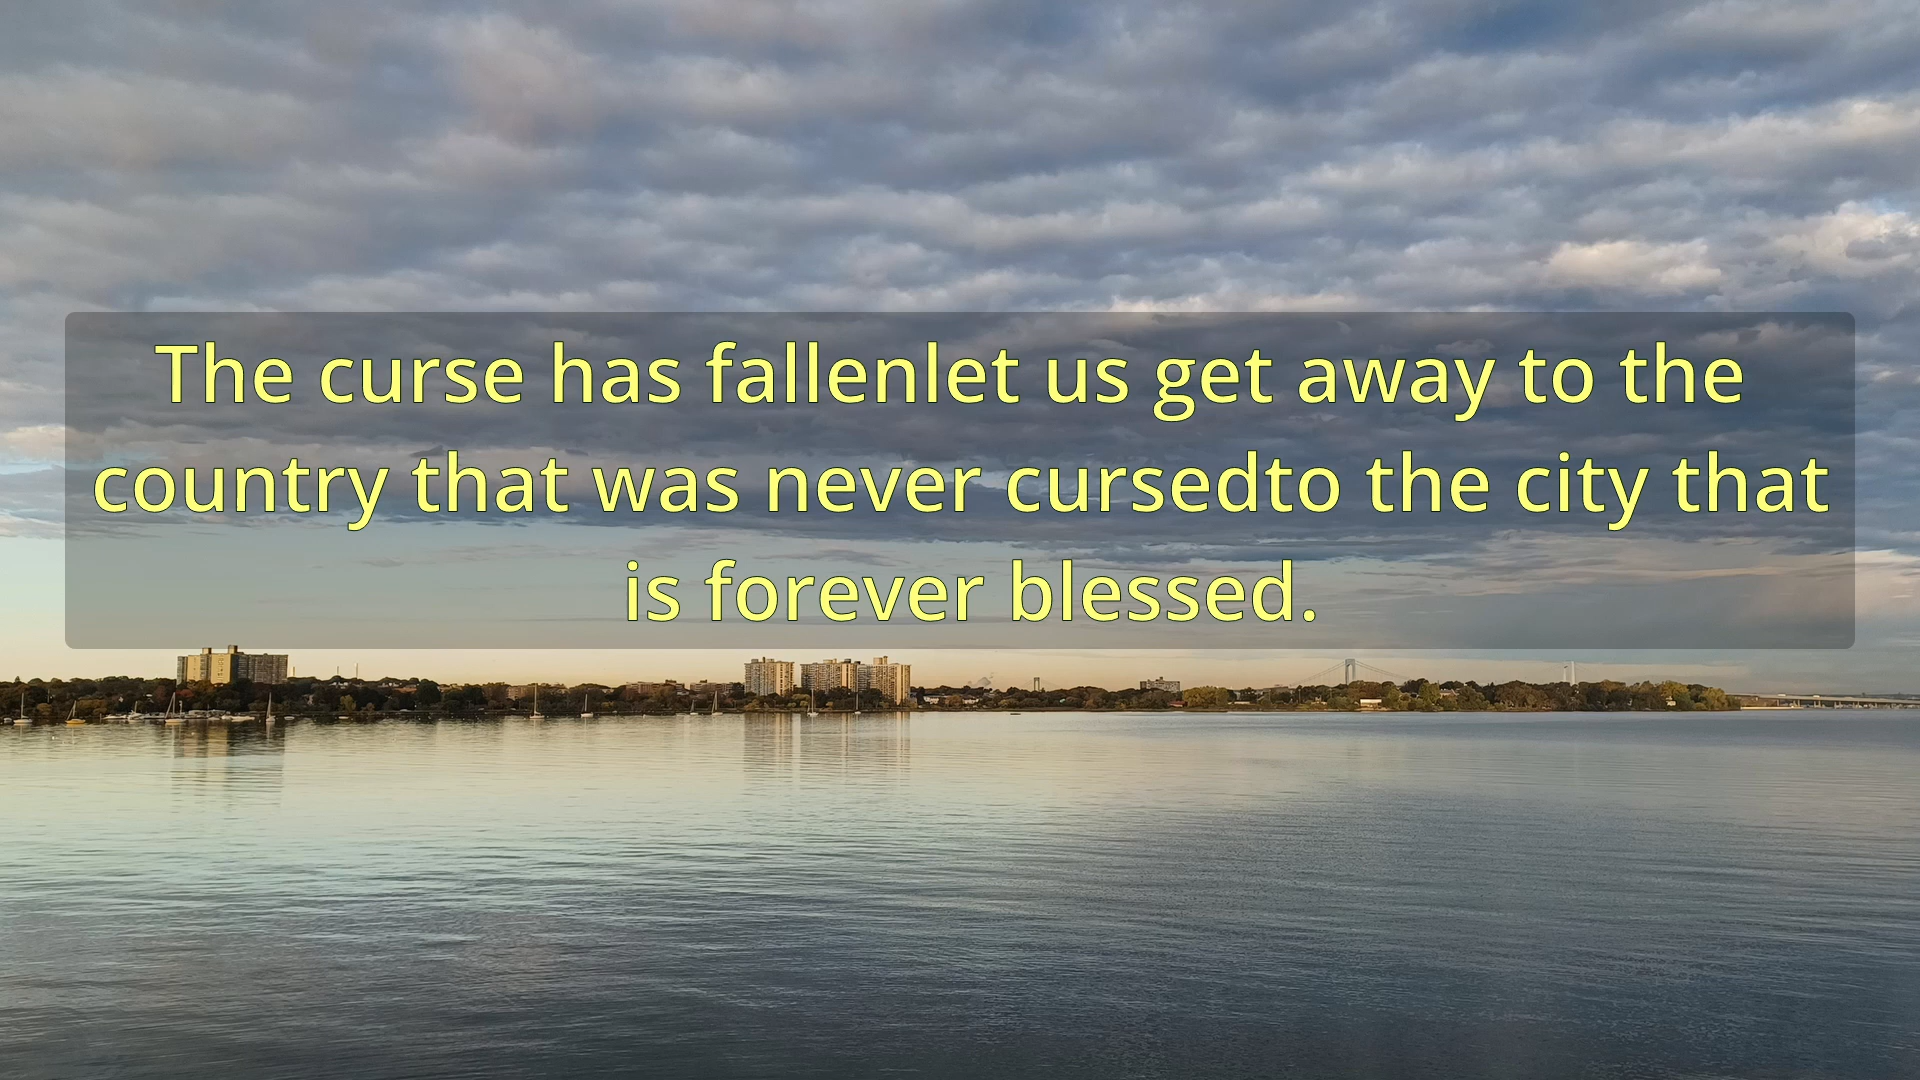 The curse has fallenlet us get away to the
country that was never cursedto the city that
is forever blessed.